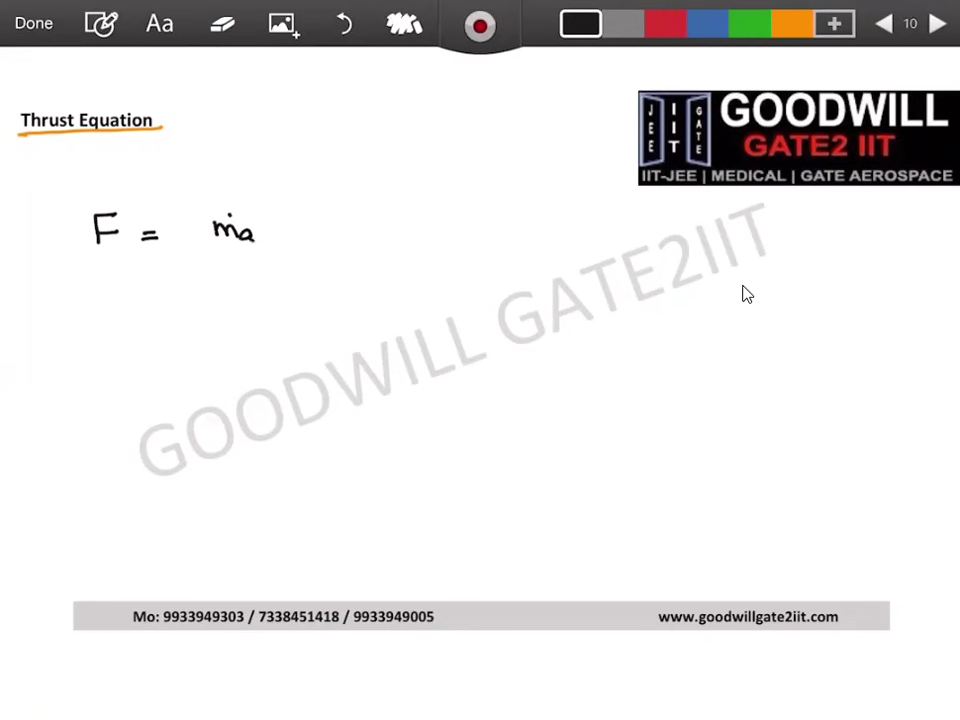 Done Aa 10
Thrust Equation
JEE IIT GATE
GOODWILL
GATE2 IIT
IIT-JEE | MEDICAL | GATE AEROSPACE
F = ṁa
GOODWILL GATE2IIT
Mo: 9933949303 / 7338451418 / 9933949005 www.goodwillgate2iit.com